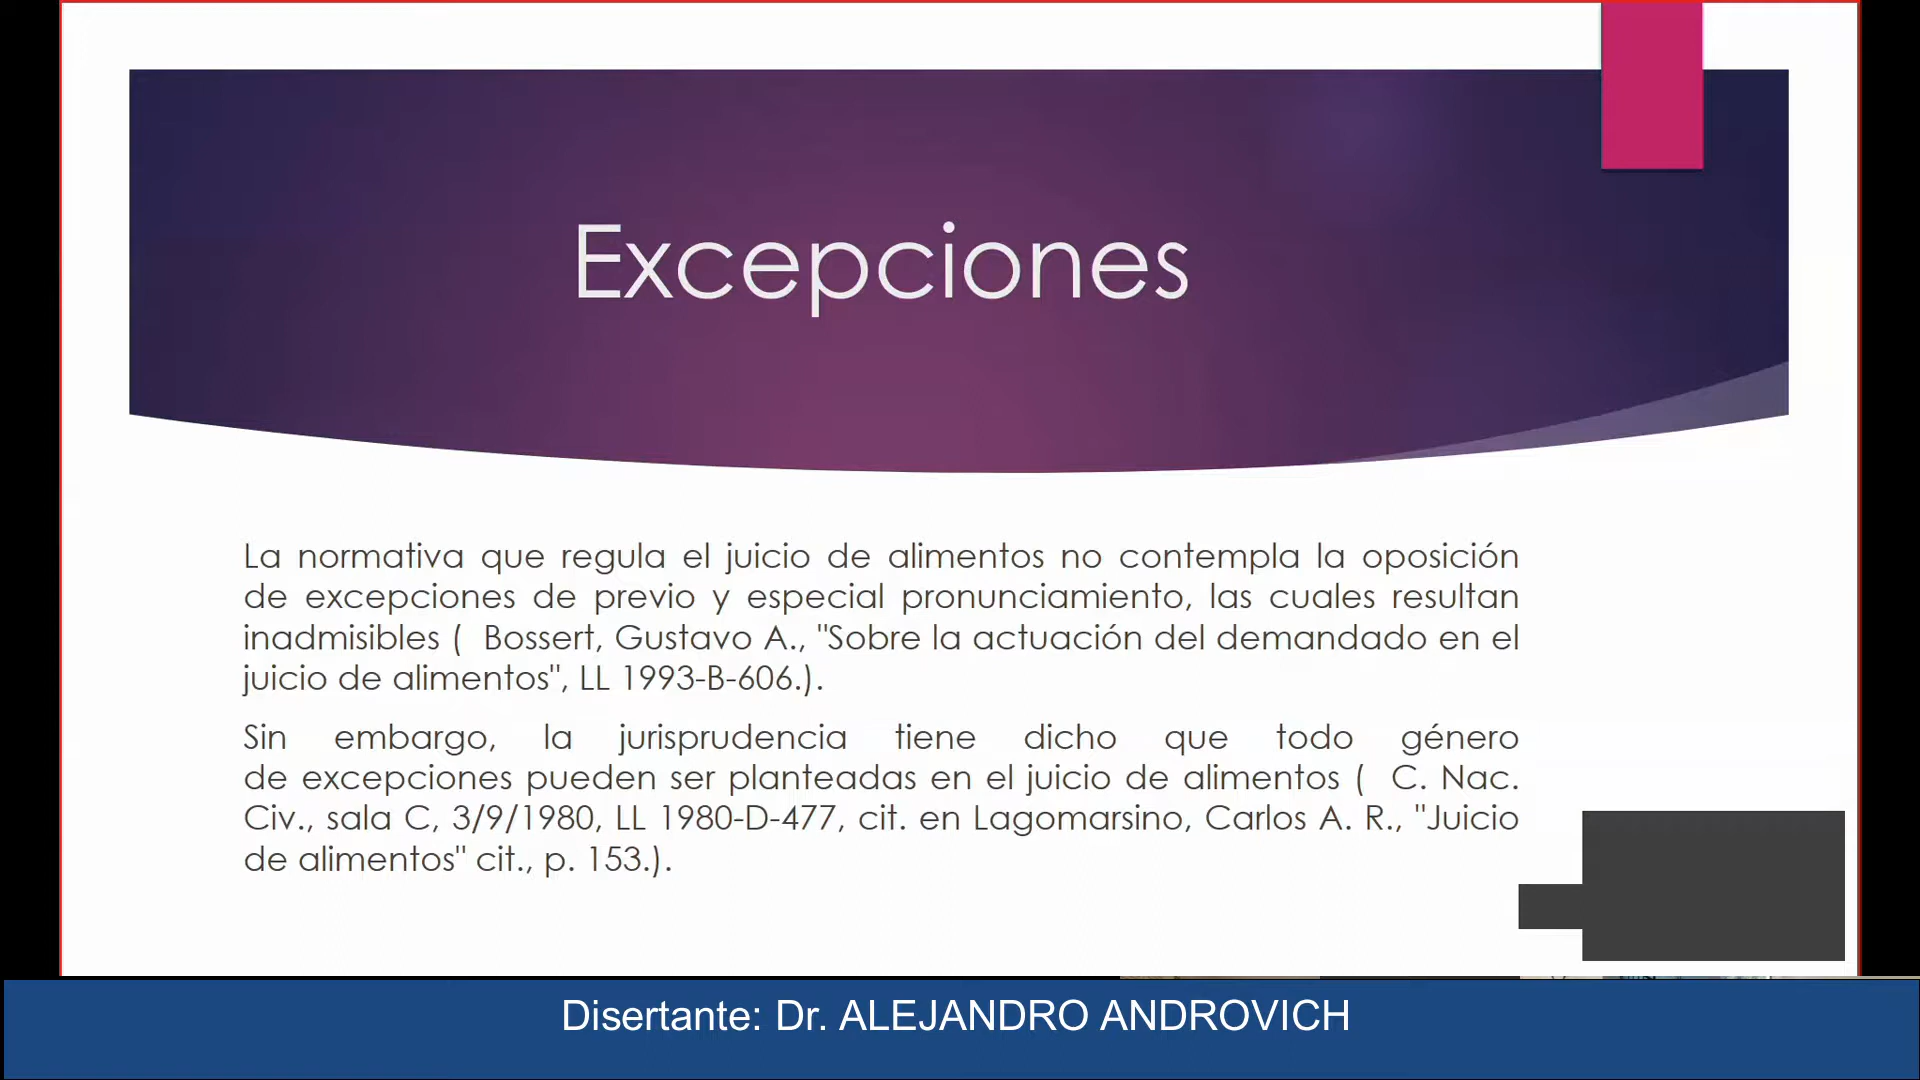 Excepciones
La normativa que regula el juicio de alimentos no contempla la oposición
de excepciones de previo y especial pronunciamiento, las cuales resultan
inadmisibles (  Bossert, Gustavo A., "Sobre la actuación del demandado en el
juicio de alimentos", LL 1993-B-606.).
Sin embargo, la jurisprudencia tiene dicho que todo género
de excepciones pueden ser planteadas en el juicio de alimentos (  C. Nac.
Civ., sala C, 3/9/1980, LL 1980-D-477, cit. en Lagomarsino, Carlos A. R., "Juicio
de alimentos" cit., p. 153.).
Disertante: Dr. ALEJANDRO ANDROVICH